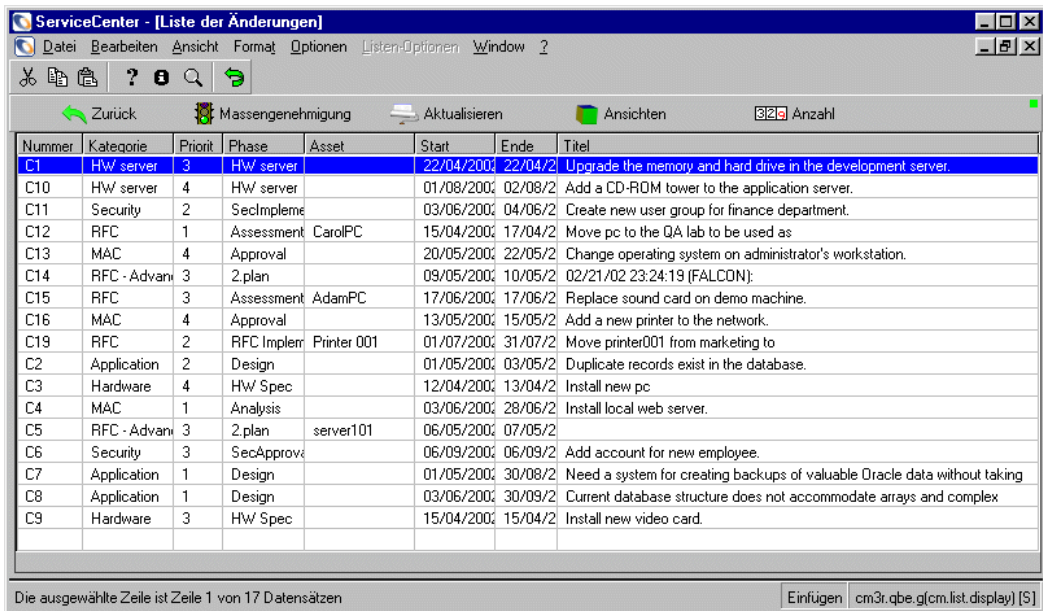 ServiceCenter - [Liste der Änderungen]
Datei Bearbeiten Ansicht Format Optionen Listen-Optionen Window ?
Zurück Massengenehmigung Aktualisieren Ansichten Anzahl
Nummer Kategorie Priorit Phase Asset Start Ende Titel
C1 HW server 3 HW server 22/04/2002 22/04/2 Upgrade the memory and hard drive in the development server.
C10 HW server 4 HW server 01/08/2002 02/08/2 Add a CD-ROM tower to the application server.
C11 Security 2 SecImpleme 03/06/2002 04/06/2 Create new user group for finance department.
C12 RFC 1 Assessment CarolPC 15/04/2002 17/04/2 Move pc to the QA lab to be used as
C13 MAC 4 Approval 20/05/2002 22/05/2 Change operating system on administrator's workstation.
C14 RFC - Advan 3 2.plan 09/05/2002 10/05/2 02/21/02 23:24:19 (FALCON):
C15 RFC 3 Assessment AdamPC 17/06/2002 17/06/2 Replace sound card on demo machine.
C16 MAC 4 Approval 13/05/2002 15/05/2 Add a new printer to the network.
C19 RFC 2 RFC Implem Printer 001 01/07/2002 31/07/2 Move printer001 from marketing to
C2 Application 2 Design 01/05/2002 03/05/2 Duplicate records exist in the database.
C3 Hardware 4 HW Spec 12/04/2002 13/04/2 Install new pc
C4 MAC 1 Analysis 03/06/2002 28/06/2 Install local web server.
C5 RFC - Advan 3 2.plan server101 06/05/2002 07/05/2
C6 Security 3 SecApprova 06/09/2002 06/09/2 Add account for new employee.
C7 Application 1 Design 01/05/2002 30/08/2 Need a system for creating backups of valuable Oracle data without taking
C8 Application 1 Design 03/06/2002 30/09/2 Current database structure does not accommodate arrays and complex
C9 Hardware 3 HW Spec 15/04/2002 15/04/2 Install new video card.
Die ausgewählte Zeile ist Zeile 1 von 17 Datensätzen Einfügen cm3r.qbe.g(cm.list.display) [S]